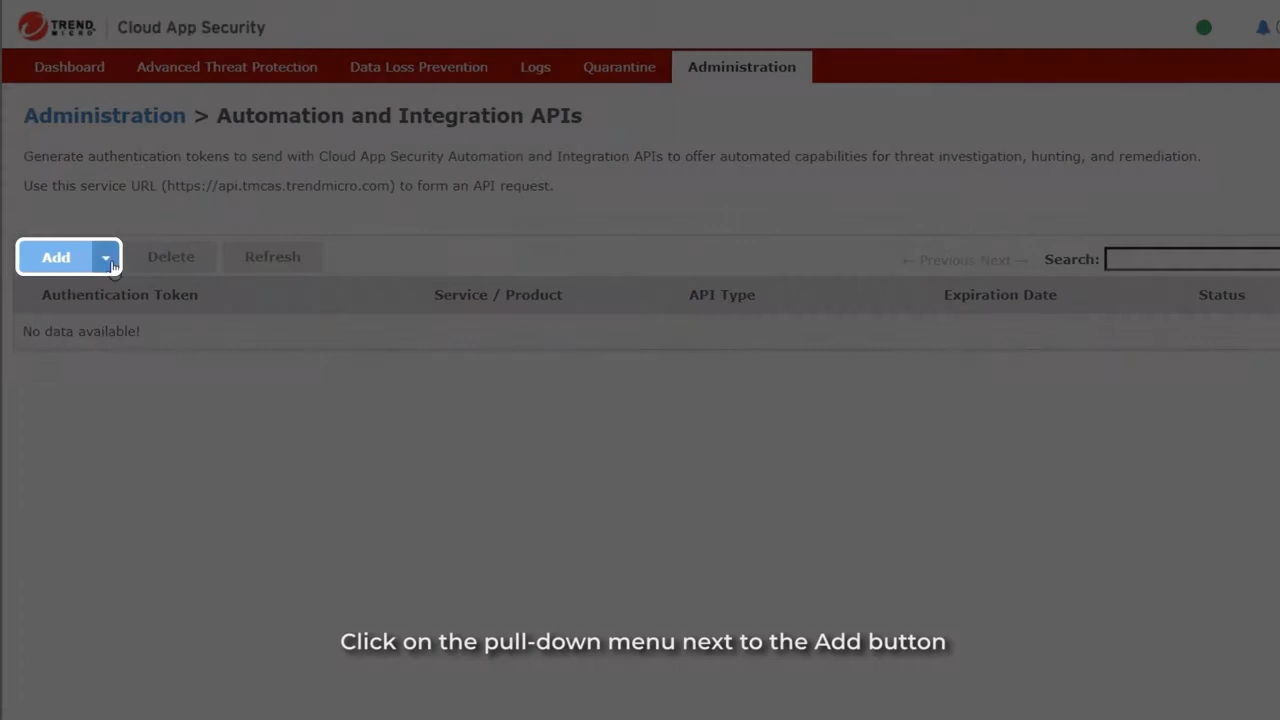 TREND MICRO Cloud App Security
Dashboard Advanced Threat Protection Data Loss Prevention Logs Quarantine Administration
Administration > Automation and Integration APIs
Generate authentication tokens to send with Cloud App Security Automation and Integration APIs to offer automated capabilities for threat investigation, hunting, and remediation.
Use this service URL (https://api.tmcas.trendmicro.com) to form an API request.
Add Delete Refresh ← Previous Next → Search:
Authentication Token Service / Product API Type Expiration Date Status
No data available!
Click on the pull-down menu next to the Add button